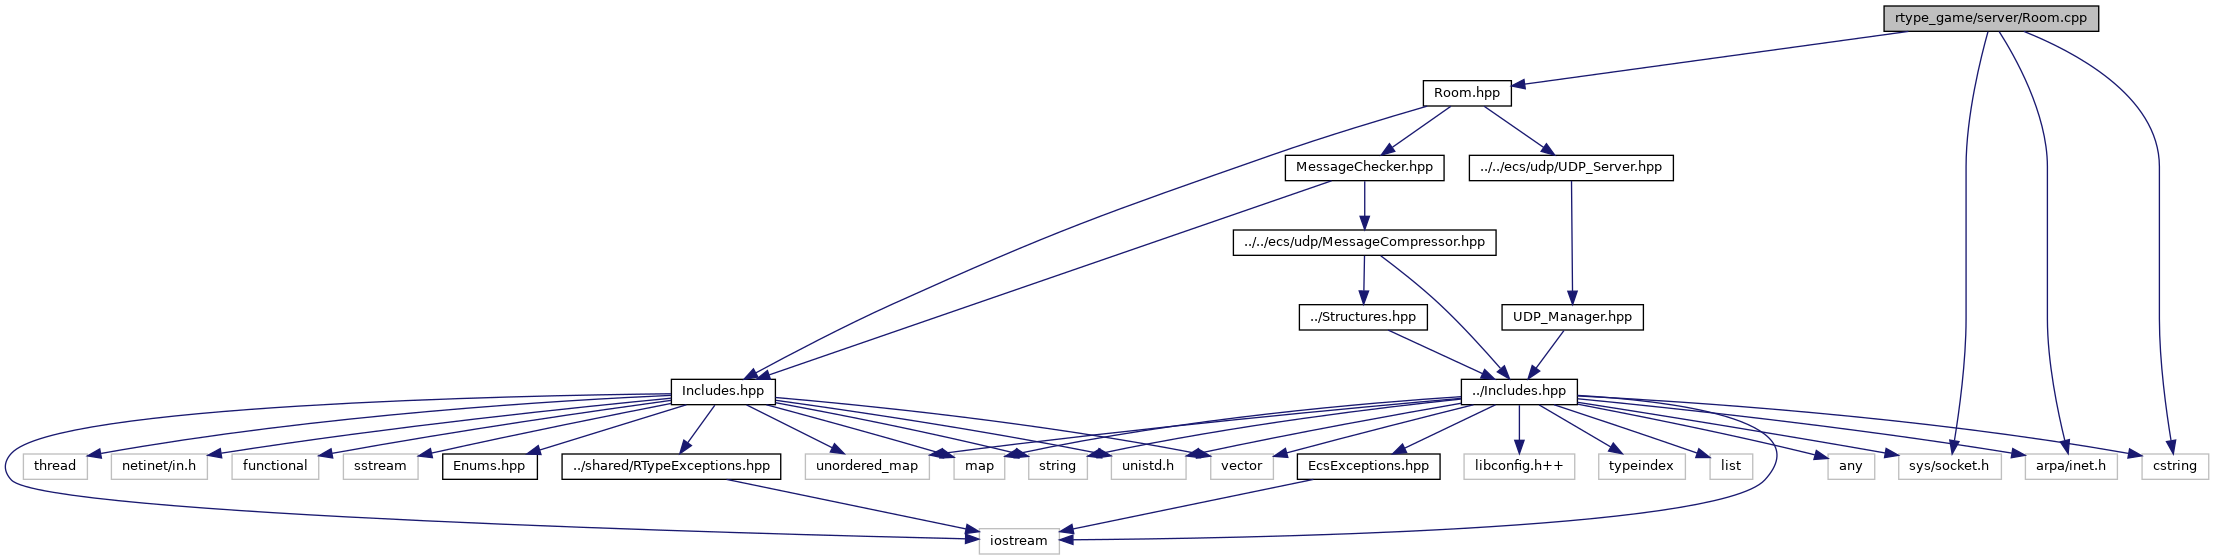 rtype_game/server/Room.cpp
Room.hpp
MessageChecker.hpp
../../ecs/udp/UDP_Server.hpp
../../ecs/udp/MessageCompressor.hpp
../Structures.hpp
UDP_Manager.hpp
Includes.hpp
../Includes.hpp
thread
netinet/in.h
functional
sstream
Enums.hpp
../shared/RTypeExceptions.hpp
unordered_map
map
string
unistd.h
vector
EcsExceptions.hpp
libconfig.h++
typeindex
list
any
sys/socket.h
arpa/inet.h
cstring
iostream